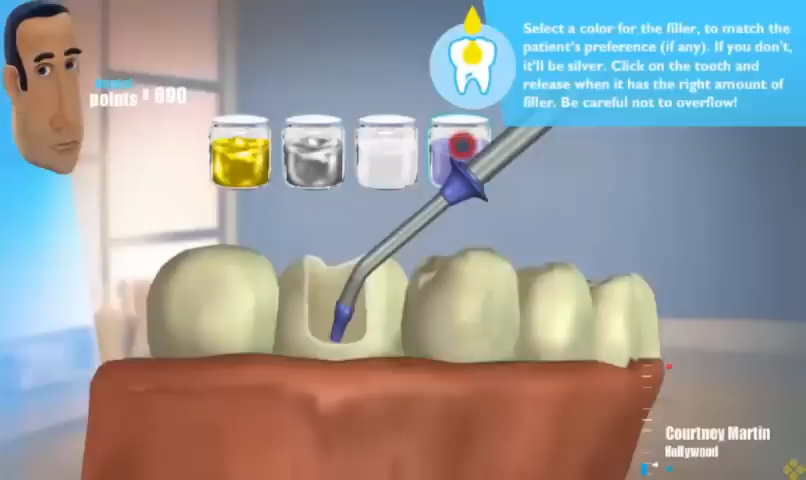 Select a color for the filler, to match the
patient's preference (if any). If you don't,
it'll be silver. Click on the tooth and
release when it has the right amount of
filler. Be careful not to overflow!
points : 690
Courtney Martin
Hollywood